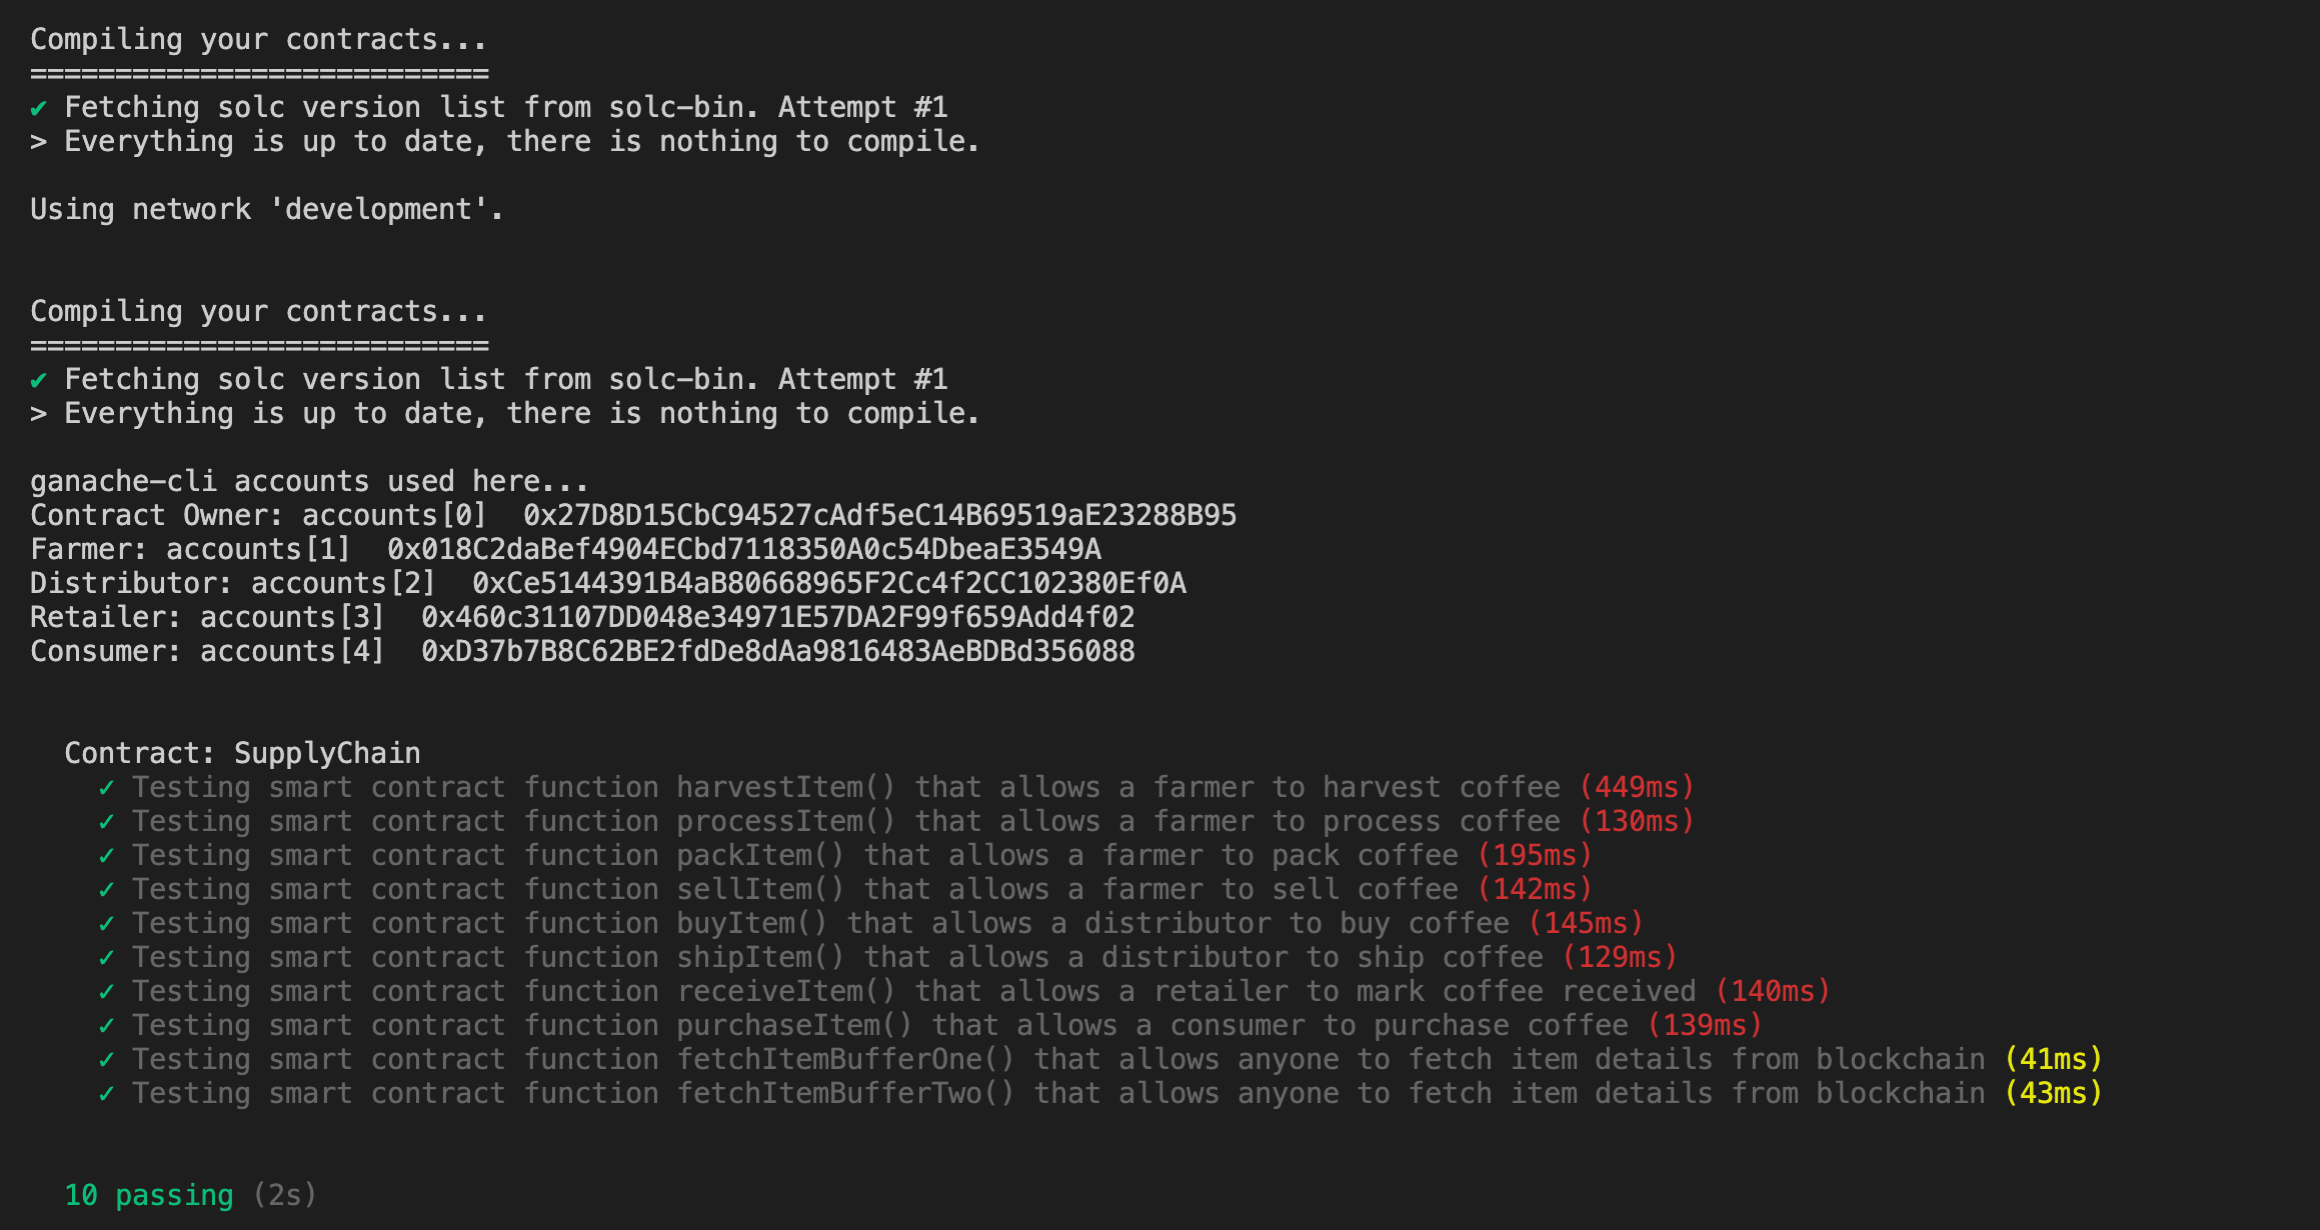 Compiling your contracts...
===========================
✔ Fetching solc version list from solc-bin. Attempt #1
> Everything is up to date, there is nothing to compile.
Using network 'development'.
Compiling your contracts...
===========================
✔ Fetching solc version list from solc-bin. Attempt #1
> Everything is up to date, there is nothing to compile.
ganache-cli accounts used here...
Contract Owner: accounts[0]  0x27D8D15CbC94527cAdf5eC14B69519aE23288B95
Farmer: accounts[1]  0x018C2daBef4904ECbd7118350A0c54DbeaE3549A
Distributor: accounts[2]  0xCe5144391B4aB80668965F2Cc4f2CC102380Ef0A
Retailer: accounts[3]  0x460c31107DD048e34971E57DA2F99f659Add4f02
Consumer: accounts[4]  0xD37b7B8C62BE2fdDe8dAa9816483AeBDBd356088
Contract: SupplyChain
✓ Testing smart contract function harvestItem() that allows a farmer to harvest coffee (449ms)
✓ Testing smart contract function processItem() that allows a farmer to process coffee (130ms)
✓ Testing smart contract function packItem() that allows a farmer to pack coffee (195ms)
✓ Testing smart contract function sellItem() that allows a farmer to sell coffee (142ms)
✓ Testing smart contract function buyItem() that allows a distributor to buy coffee (145ms)
✓ Testing smart contract function shipItem() that allows a distributor to ship coffee (129ms)
✓ Testing smart contract function receiveItem() that allows a retailer to mark coffee received (140ms)
✓ Testing smart contract function purchaseItem() that allows a consumer to purchase coffee (139ms)
✓ Testing smart contract function fetchItemBufferOne() that allows anyone to fetch item details from blockchain (41ms)
✓ Testing smart contract function fetchItemBufferTwo() that allows anyone to fetch item details from blockchain (43ms)
10 passing (2s)